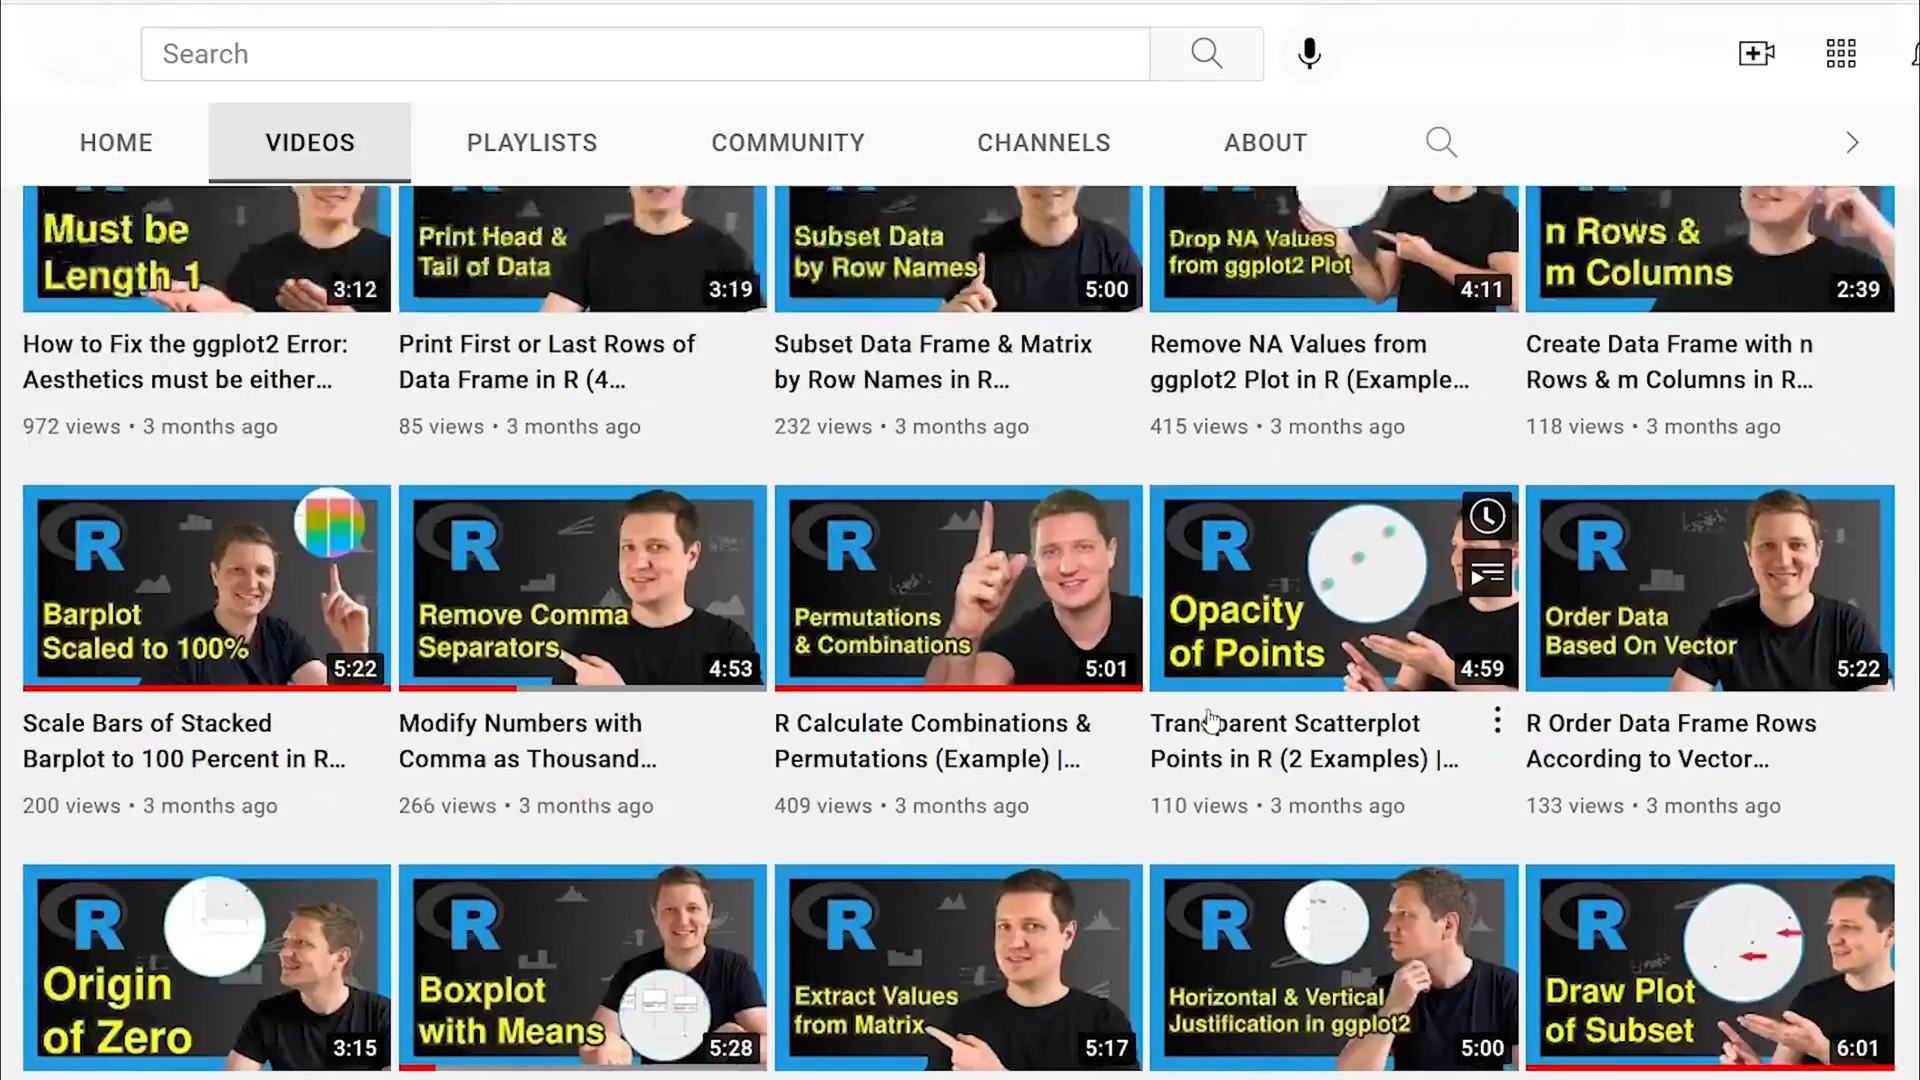 Search
HOME VIDEOS PLAYLISTS COMMUNITY CHANNELS ABOUT
Must be
Length 1
3:12
Print Head &
Tail of Data
3:19
Subset Data
by Row Names
5:00
Drop NA Values
from ggplot2 Plot
4:11
n Rows &
m Columns
2:39
How to Fix the ggplot2 Error:
Aesthetics must be either...
972 views • 3 months ago
Print First or Last Rows of
Data Frame in R (4...
85 views • 3 months ago
Subset Data Frame & Matrix
by Row Names in R...
232 views • 3 months ago
Remove NA Values from
ggplot2 Plot in R (Example...
415 views • 3 months ago
Create Data Frame with n
Rows & m Columns in R...
118 views • 3 months ago
R
Barplot
Scaled to 100%
5:22
R
Remove Comma
Separators
4:53
R
Permutations
& Combinations
5:01
R
Opacity
of Points
4:59
R
Order Data
Based On Vector
5:22
Scale Bars of Stacked
Barplot to 100 Percent in R...
200 views • 3 months ago
Modify Numbers with
Comma as Thousand...
266 views • 3 months ago
R Calculate Combinations &
Permutations (Example) |...
409 views • 3 months ago
Transparent Scatterplot
Points in R (2 Examples) |...
110 views • 3 months ago
R Order Data Frame Rows
According to Vector...
133 views • 3 months ago
R
Origin
of Zero
3:15
R
Boxplot
with Means
5:28
R
Extract Values
from Matrix
5:17
R
Horizontal & Vertical
Justification in ggplot2
5:00
R
Draw Plot
of Subset
6:01